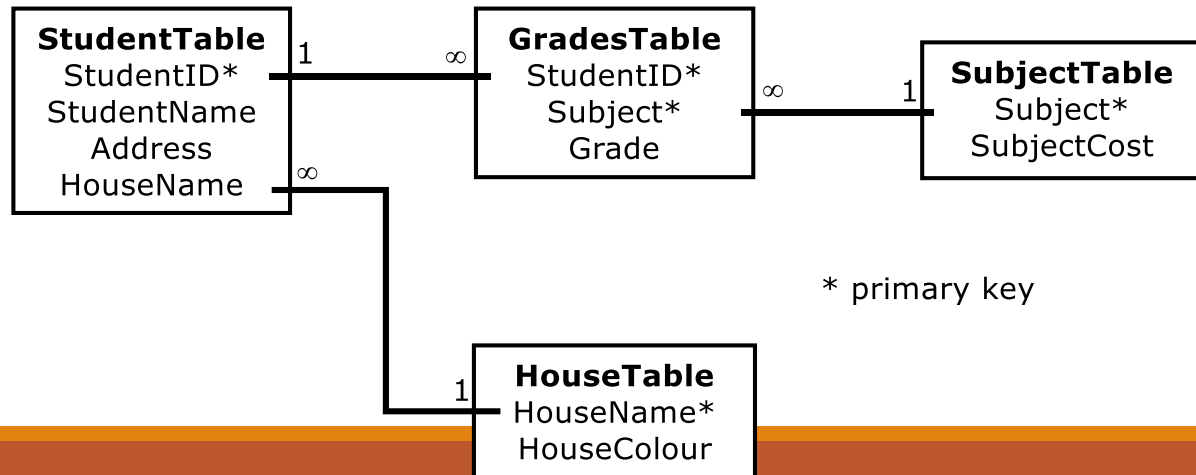 StudentTable
StudentID*
StudentName
Address
HouseName
1
∞
∞
GradesTable
StudentID*
Subject*
Grade
∞
1
SubjectTable
Subject*
SubjectCost
* primary key
1
HouseTable
HouseName*
HouseColour